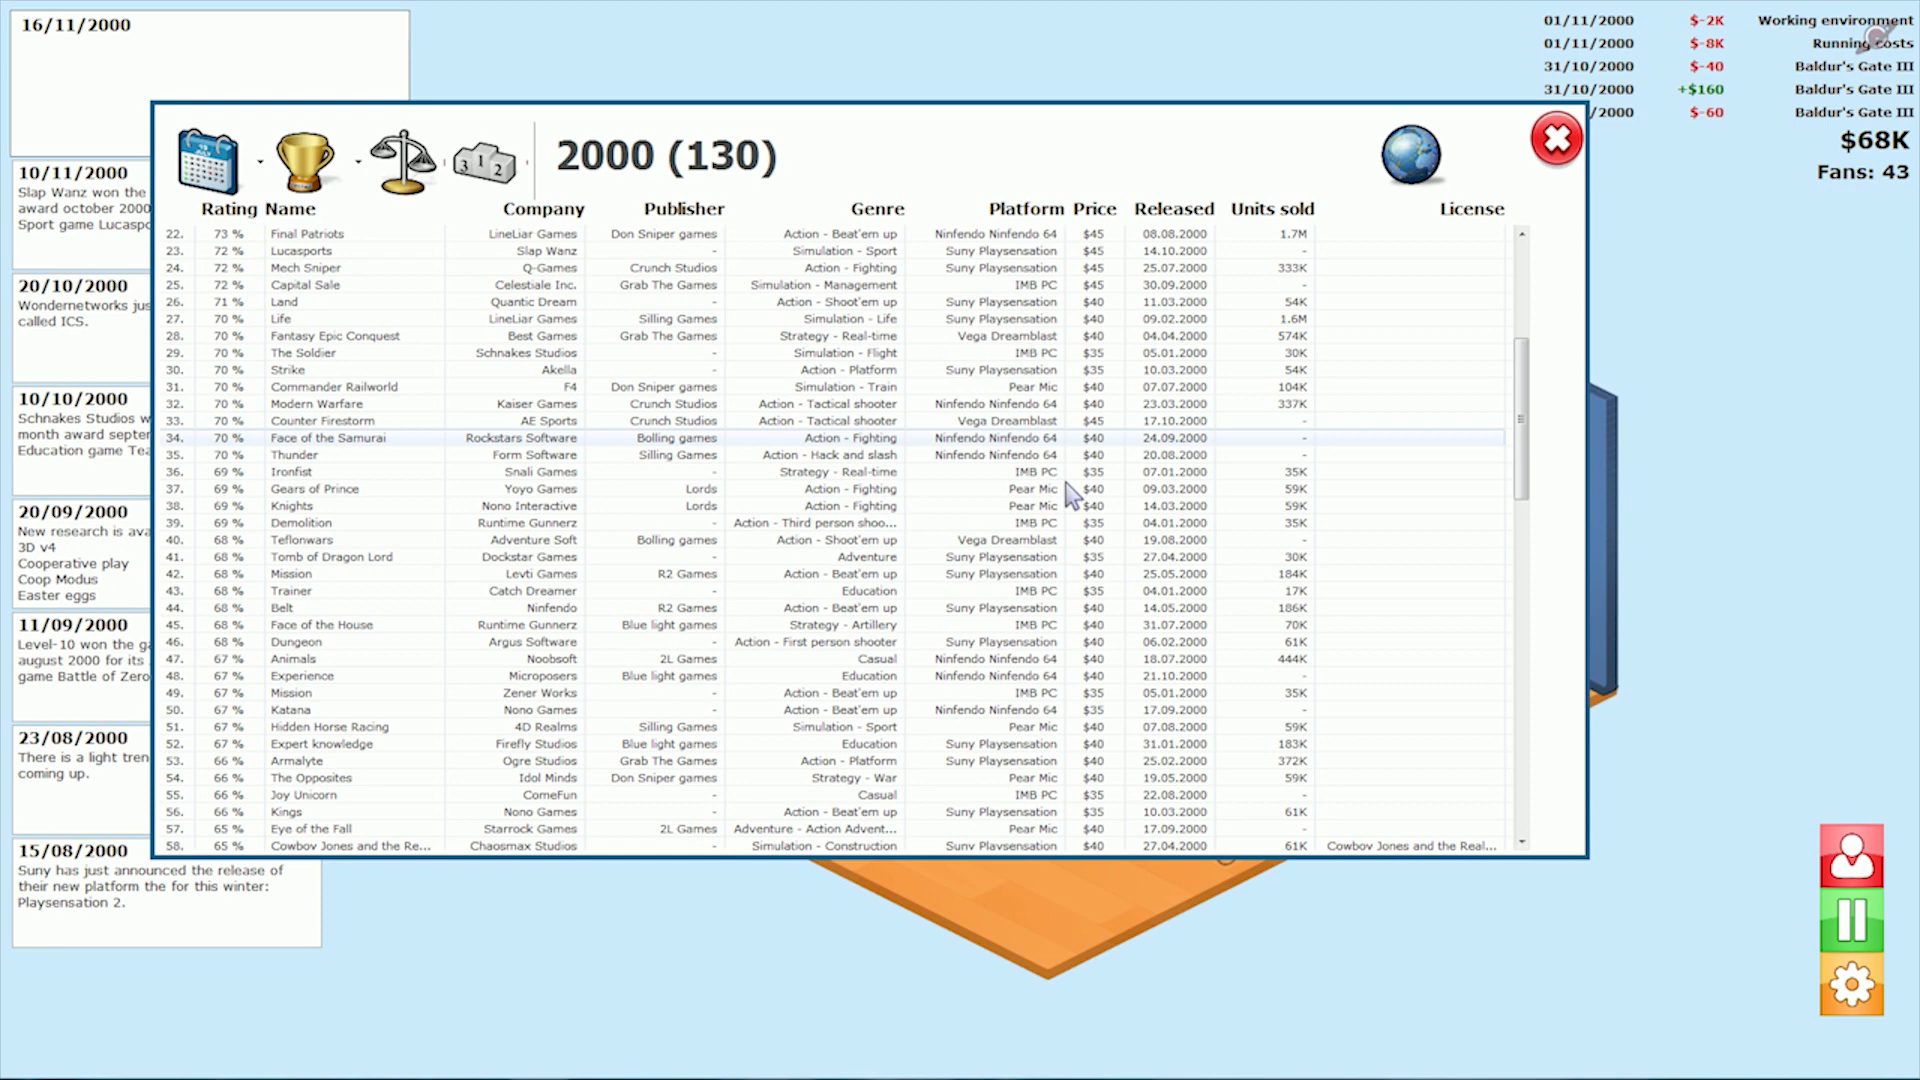 16/11/2000
10/11/2000
Slap Wanz won the
award october 2000
Sport game Lucaspo
20/10/2000
Wondernetworks jus
called ICS.
10/10/2000
Schnakes Studios w
month award septer
Education game Tea
20/09/2000
New research is ava
3D v4
Cooperative play
Coop Modus
Easter eggs
11/09/2000
Level-10 won the ga
august 2000 for its
game Battle of Zero
23/08/2000
There is a light tren
coming up.
15/08/2000
Suny has just announced the release of
their new platform the for this winter:
Playsensation 2.
01/11/2000 $-2K Working environment
01/11/2000 $-8K Running costs
31/10/2000 $-40 Baldur's Gate III
31/10/2000 +$160 Baldur's Gate III
/2000 $-60 Baldur's Gate III
$68K
Fans: 43
2000 (130)
Rating Name Company Publisher Genre Platform Price Released Units sold License
22. 73 % Final Patriots LineLiar Games Don Sniper games Action - Beat'em up Ninfendo Ninfendo 64 $45 08.08.2000 1.7M
23. 72 % Lucasports Slap Wanz - Simulation - Sport Suny Playsensation $45 14.10.2000 -
24. 72 % Mech Sniper Q-Games Crunch Studios Action - Fighting Suny Playsensation $45 25.07.2000 333K
25. 72 % Capital Sale Celestiale Inc. Grab The Games Simulation - Management IMB PC $45 30.09.2000 -
26. 71 % Land Quantic Dream - Action - Shoot'em up Suny Playsensation $40 11.03.2000 54K
27. 70 % Life LineLiar Games Silling Games Simulation - Life Suny Playsensation $40 09.02.2000 1.6M
28. 70 % Fantasy Epic Conquest Best Games Grab The Games Strategy - Real-time Vega Dreamblast $40 04.04.2000 574K
29. 70 % The Soldier Schnakes Studios - Simulation - Flight IMB PC $35 05.01.2000 30K
30. 70 % Strike Akella - Action - Platform Suny Playsensation $35 10.03.2000 54K
31. 70 % Commander Railworld F4 Don Sniper games Simulation - Train Pear Mic $40 07.07.2000 104K
32. 70 % Modern Warfare Kaiser Games Crunch Studios Action - Tactical shooter Ninfendo Ninfendo 64 $40 23.03.2000 337K
33. 70 % Counter Firestorm AE Sports Crunch Studios Action - Tactical shooter Vega Dreamblast $45 17.10.2000 -
34. 70 % Face of the Samurai Rockstars Software Bolling games Action - Fighting Ninfendo Ninfendo 64 $40 24.09.2000 -
35. 70 % Thunder Form Software Silling Games Action - Hack and slash Ninfendo Ninfendo 64 $40 20.08.2000 -
36. 69 % Ironfist Snali Games - Strategy - Real-time IMB PC $35 07.01.2000 35K
37. 69 % Gears of Prince Yoyo Games Lords Action - Fighting Pear Mic $40 09.03.2000 59K
38. 69 % Knights Nono Interactive Lords Action - Fighting Pear Mic $40 14.03.2000 59K
39. 69 % Demolition Runtime Gunnerz - Action - Third person shoo... IMB PC $35 04.01.2000 35K
40. 68 % Teflonwars Adventure Soft Bolling games Action - Shoot'em up Vega Dreamblast $40 19.08.2000 -
41. 68 % Tomb of Dragon Lord Dockstar Games - Adventure Suny Playsensation $35 27.04.2000 30K
42. 68 % Mission Levti Games R2 Games Action - Beat'em up Suny Playsensation $40 25.05.2000 184K
43. 68 % Trainer Catch Dreamer - Education IMB PC $35 04.01.2000 17K
44. 68 % Belt Ninfendo R2 Games Action - Beat'em up Suny Playsensation $40 14.05.2000 186K
45. 68 % Face of the House Runtime Gunnerz Blue light games Strategy - Artillery IMB PC $40 31.07.2000 70K
46. 68 % Dungeon Argus Software - Action - First person shooter Suny Playsensation $40 06.02.2000 61K
47. 67 % Animals Noobsoft 2L Games Casual Ninfendo Ninfendo 64 $40 18.07.2000 444K
48. 67 % Experience Microposers Blue light games Education Ninfendo Ninfendo 64 $40 21.10.2000 -
49. 67 % Mission Zener Works - Action - Beat'em up IMB PC $35 05.01.2000 35K
50. 67 % Katana Nono Games - Action - Beat'em up Ninfendo Ninfendo 64 $35 17.09.2000 -
51. 67 % Hidden Horse Racing 4D Realms Silling Games Simulation - Sport Pear Mic $40 07.08.2000 59K
52. 67 % Expert knowledge Firefly Studios Blue light games Education Suny Playsensation $40 31.01.2000 183K
53. 66 % Armalyte Ogre Studios Grab The Games Action - Platform Suny Playsensation $40 25.02.2000 372K
54. 66 % The Opposites Idol Minds Don Sniper games Strategy - War Pear Mic $40 19.05.2000 59K
55. 66 % Joy Unicorn ComeFun - Casual IMB PC $35 22.08.2000 -
56. 66 % Kings Nono Games - Action - Beat'em up Suny Playsensation $35 10.03.2000 61K
57. 65 % Eye of the Fall Starrock Games 2L Games Adventure - Action Advent... Pear Mic $40 17.09.2000 -
58. 65 % Cowboy Jones and the Re... Chaosmax Studios - Simulation - Construction Suny Playsensation $40 27.04.2000 61K Cowboy Jones and the Real...